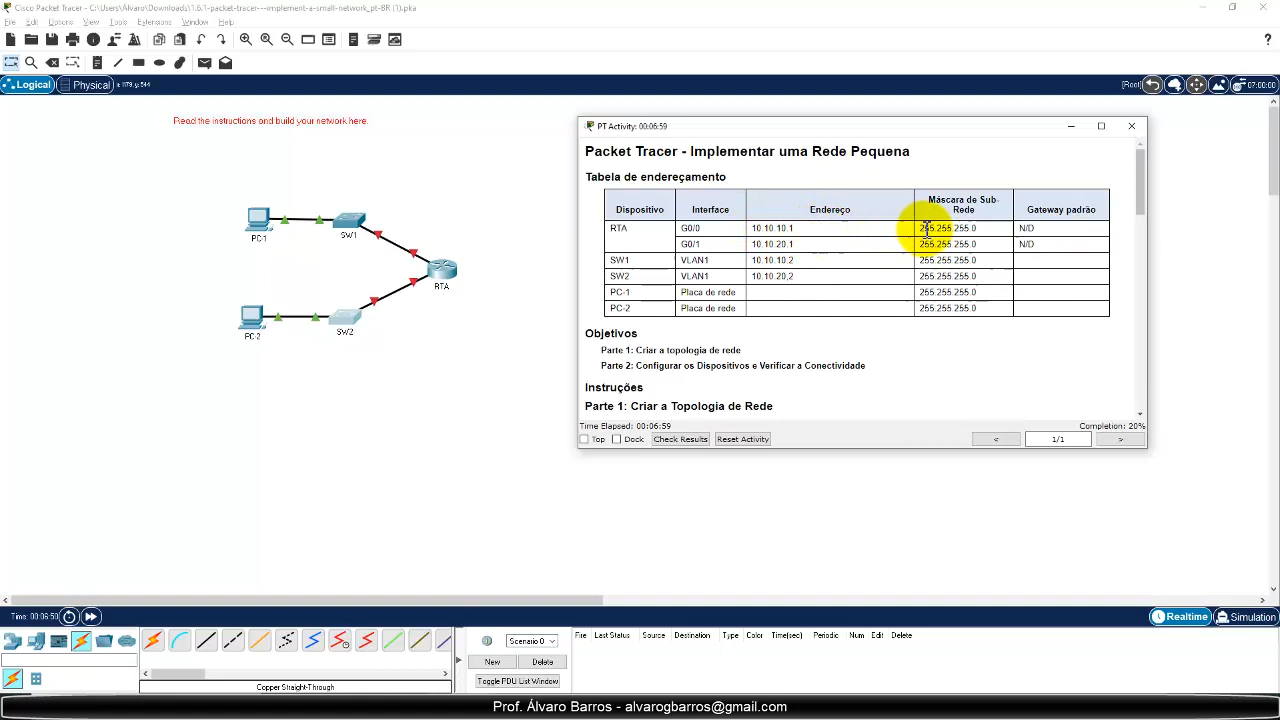 Cisco Packet Tracer - C:\Users\Alvaro\Downloads\1.6.1-packet-tracer---implement-a-small-network_pt-BR (1).pka
File Edit Options View Tools Extensions Window Help
Logical Physical x: 1179, y: 544 [Root] 07:00:00
Read the instructions and build your network here.
PC-1
SW1
RTA
PC-2
SW2
PT Activity: 00:06:59
Packet Tracer - Implementar uma Rede Pequena
Tabela de endereçamento
Dispositivo Interface Endereço Máscara de Sub-Rede Gateway padrão
RTA G0/0 10.10.10.1 255.255.255.0 N/D
G0/1 10.10.20.1 255.255.255.0 N/D
SW1 VLAN1 10.10.10.2 255.255.255.0
SW2 VLAN1 10.10.20,2 255.255.255.0
PC-1 Placa de rede 255.255.255.0
PC-2 Placa de rede 255.255.255.0
Objetivos
Parte 1: Criar a topologia de rede
Parte 2: Configurar os Dispositivos e Verificar a Conectividade
Instruções
Parte 1: Criar a Topologia de Rede
Time Elapsed: 00:06:59 Completion: 20%
Top Dock Check Results Reset Activity < 1/1 >
Time: 00:06:50 Realtime Simulation
Scenario 0 Fire Last Status Source Destination Type Color Time(sec) Periodic Num Edit Delete
New Delete
Toggle PDU List Window
Copper Straight-Through
Prof. Álvaro Barros - alvarogbarros@gmail.com